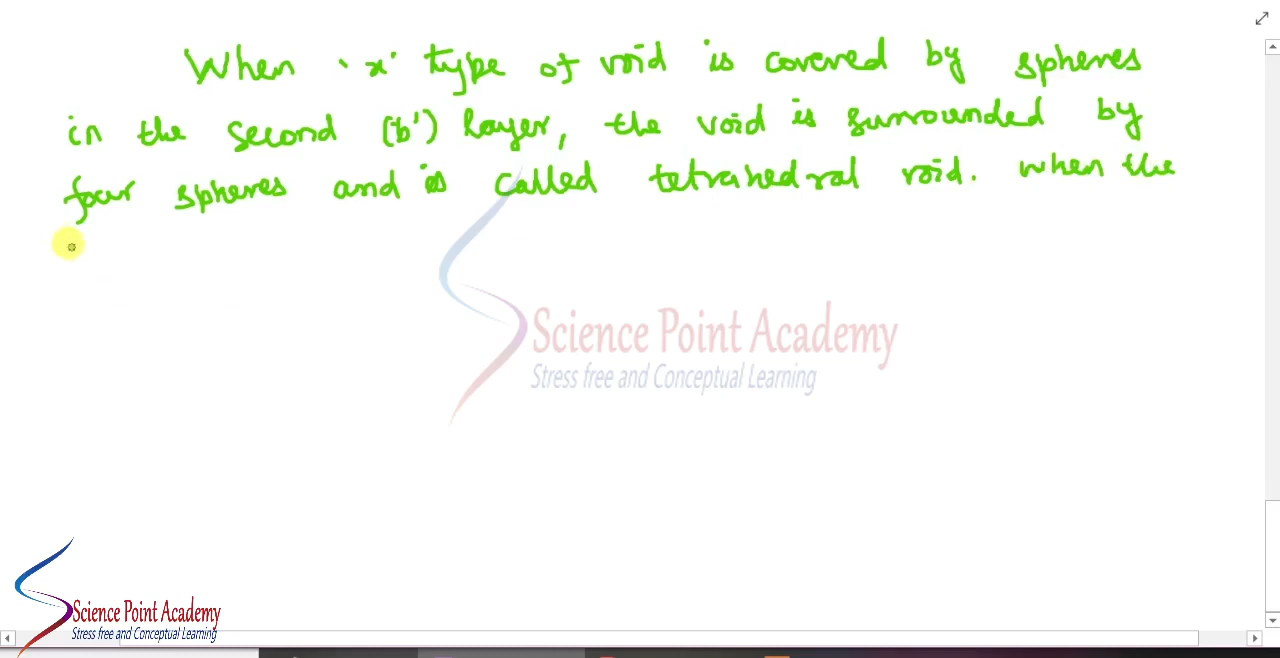 When 'x' type of void is covered by spheres
in the second (b') layer, the void is surrounded by
four spheres and is called tetrahedral void. When the
Science Point Academy
Stress free and Conceptual Learning
Science Point Academy
Stress free and Conceptual Learning